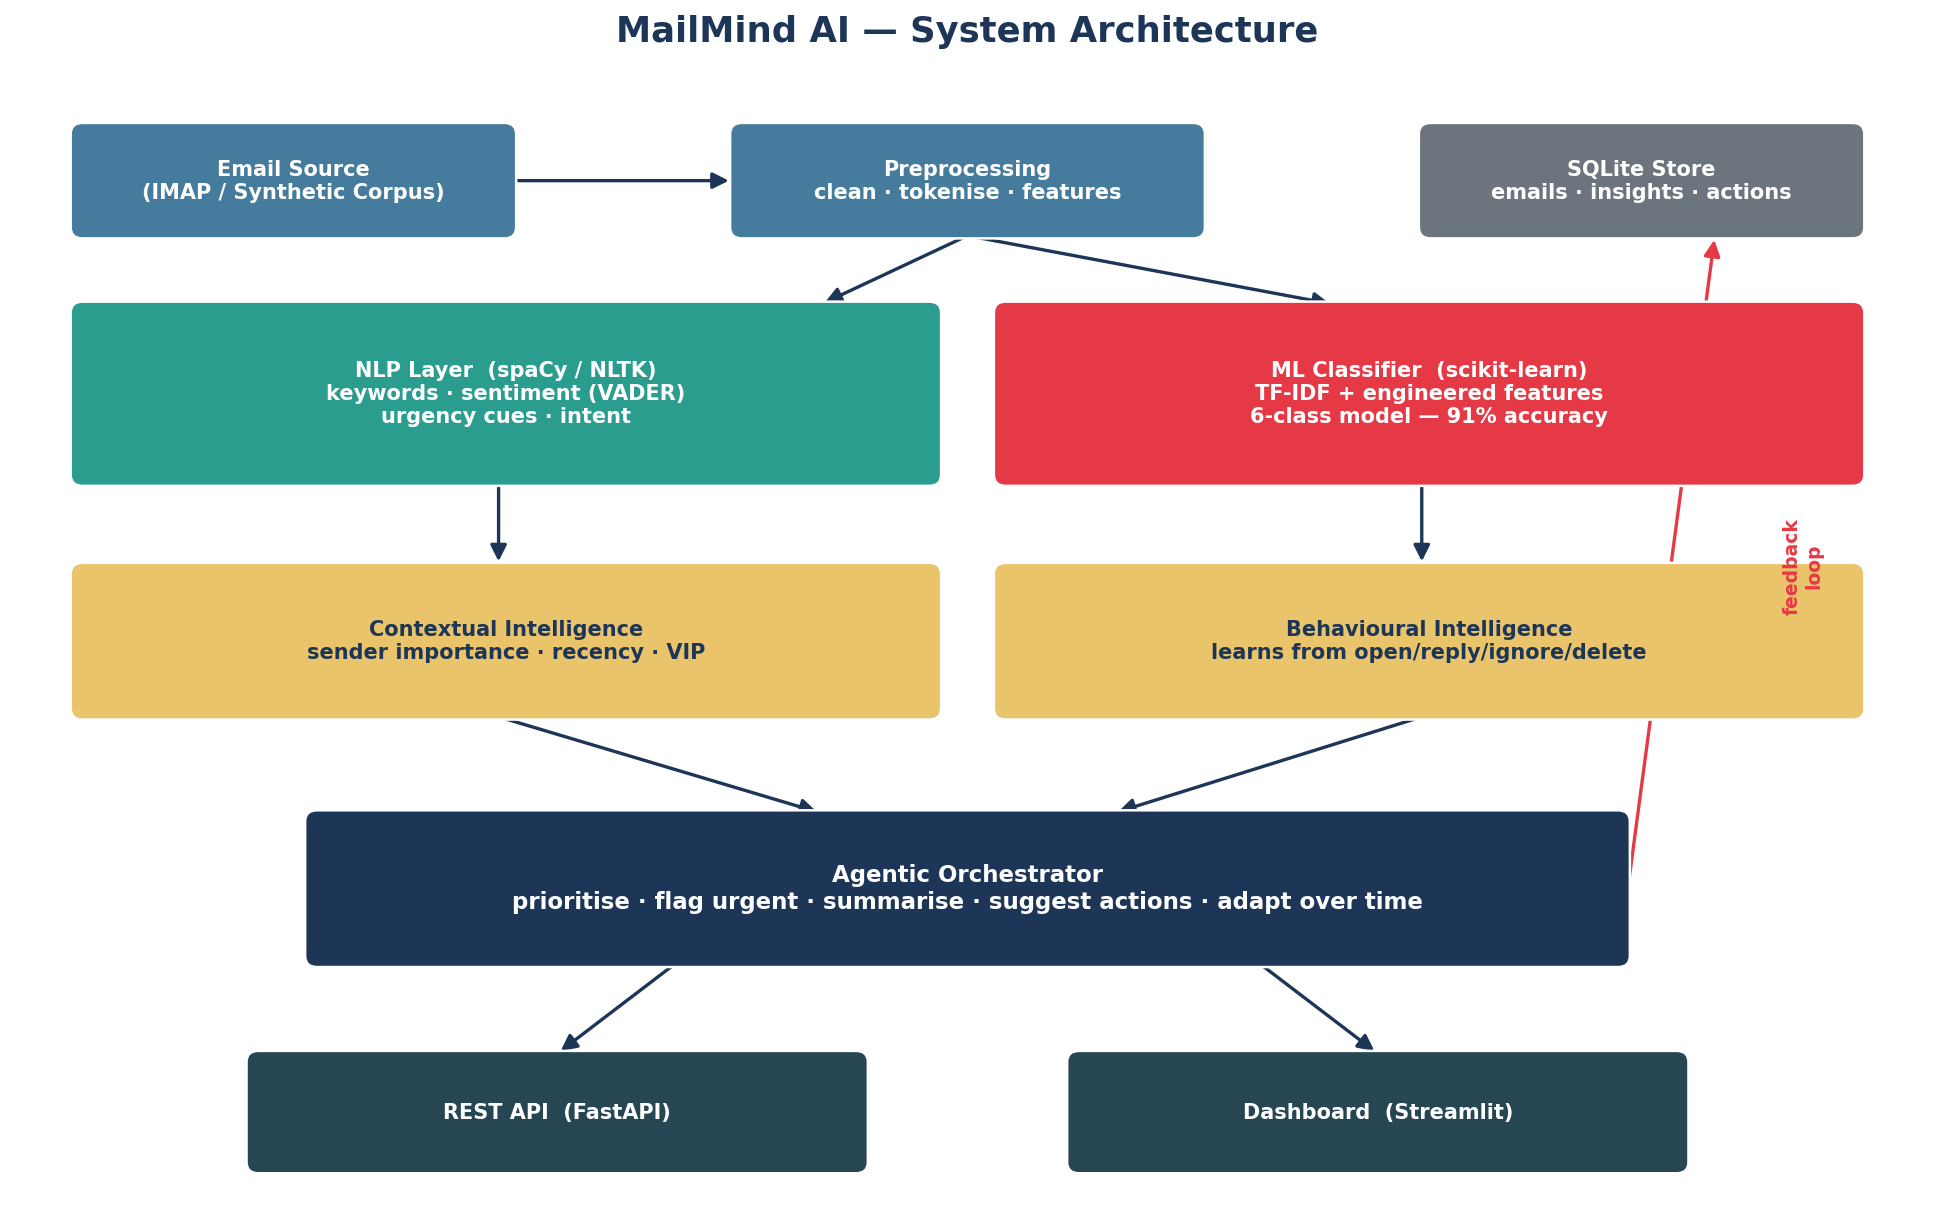 MailMind AI — System Architecture
Email Source
(IMAP / Synthetic Corpus)
Preprocessing
clean · tokenise · features
SQLite Store
emails · insights · actions
NLP Layer  (spaCy / NLTK)
keywords · sentiment (VADER)
urgency cues · intent
ML Classifier  (scikit-learn)
TF-IDF + engineered features
6-class model — 91% accuracy
feedback
loop
Contextual Intelligence
sender importance · recency · VIP
Behavioural Intelligence
learns from open/reply/ignore/delete
Agentic Orchestrator
prioritise · flag urgent · summarise · suggest actions · adapt over time
REST API  (FastAPI)
Dashboard  (Streamlit)